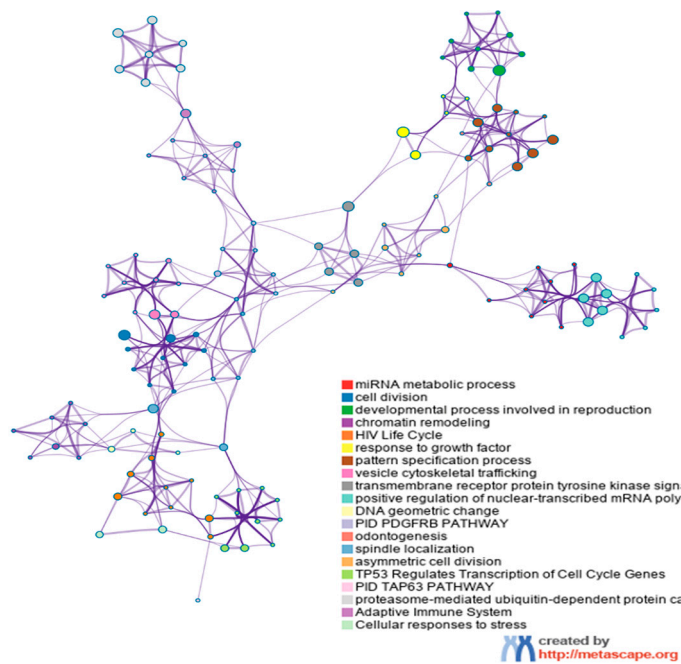 miRNA metabolic process
cell division
developmental process involved in reproduction
chromatin remodeling
HIV Life Cycle
response to growth factor
pattern specification process
vesicle cytoskeletal trafficking
transmembrane receptor protein tyrosine kinase signa
positive regulation of nuclear-transcribed mRNA poly
DNA geometric change
PID PDGFRB PATHWAY
odontogenesis
spindle localization
asymmetric cell division
TP53 Regulates Transcription of Cell Cycle Genes
PID TAP63 PATHWAY
proteasome-mediated ubiquitin-dependent protein ca
Adaptive Immune System
Cellular responses to stress
created by
http://metascape.org